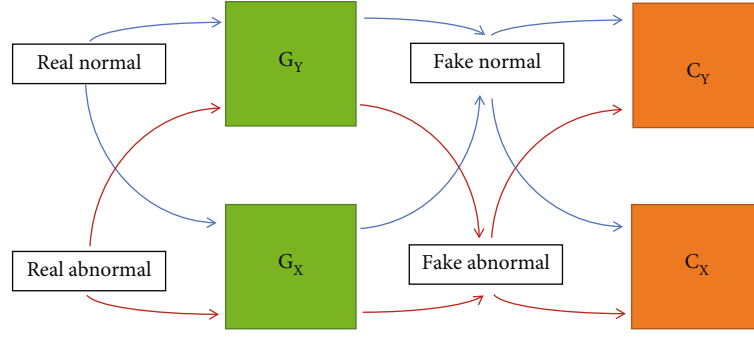 Real normal
G_Y
Fake normal
C_Y
Real abnormal
G_X
Fake abnormal
C_X